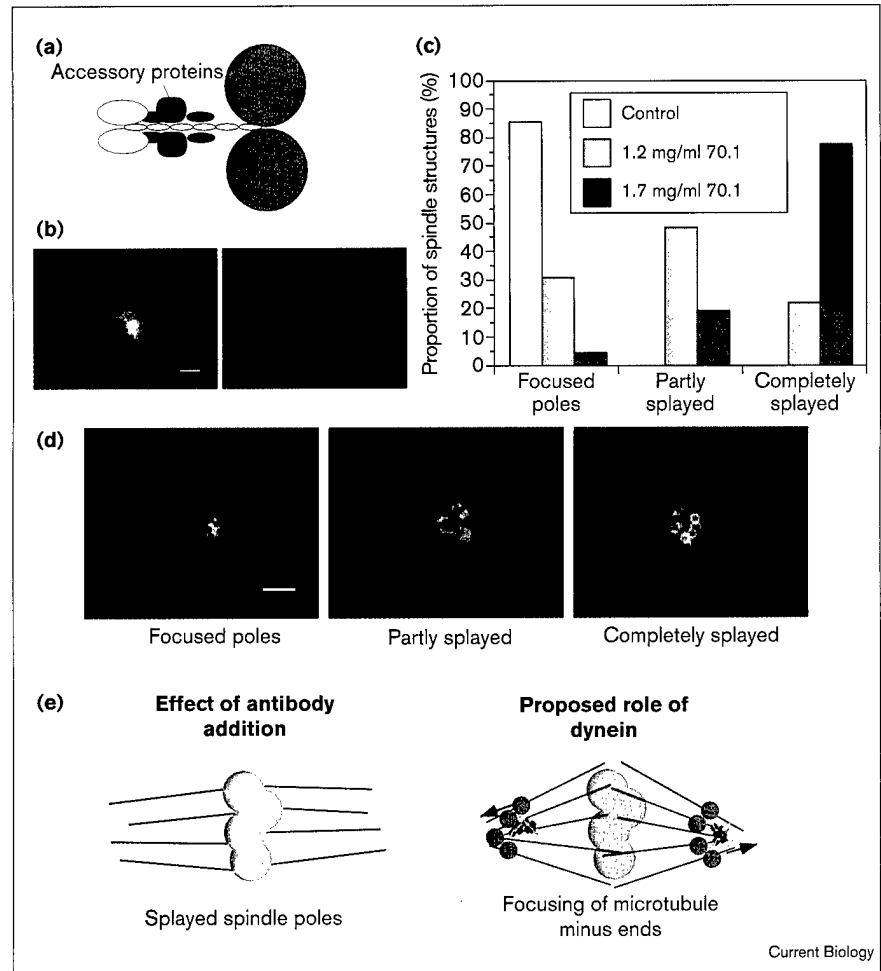 (a)
Accessory proteins
(b)
(c)
Proportion of spindle structures (%)
100
90
80
70
60
50
40
30
20
10
0
Control
1.2 mg/ml 70.1
1.7 mg/ml 70.1
Focused poles
Partly splayed
Completely splayed
(d)
Focused poles
Partly splayed
Completely splayed
(e)
Effect of antibody
addition
Splayed spindle poles
Proposed role of
dynein
Focusing of microtubule
minus ends
Current Biology